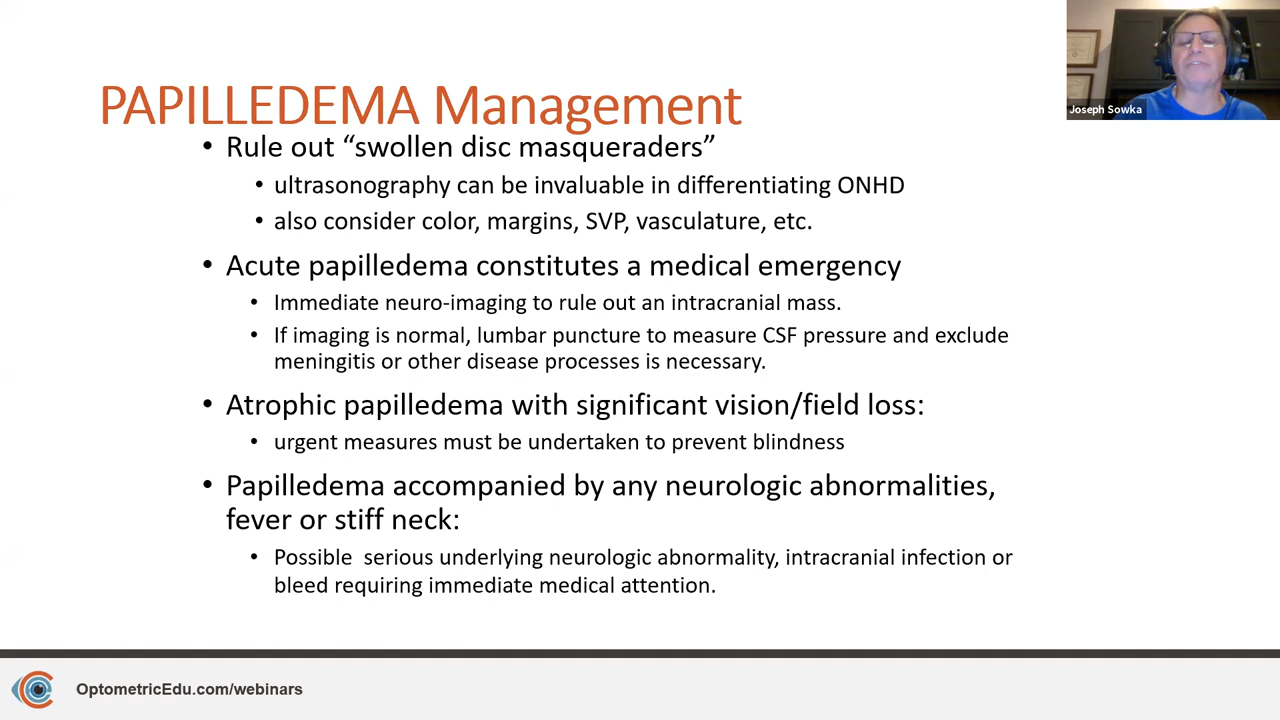 Joseph Sowka
PAPILLEDEMA Management
• Rule out “swollen disc masqueraders”
• ultrasonography can be invaluable in differentiating ONHD
• also consider color, margins, SVP, vasculature, etc.
• Acute papilledema constitutes a medical emergency
• Immediate neuro-imaging to rule out an intracranial mass.
• If imaging is normal, lumbar puncture to measure CSF pressure and exclude
meningitis or other disease processes is necessary.
• Atrophic papilledema with significant vision/field loss:
• urgent measures must be undertaken to prevent blindness
• Papilledema accompanied by any neurologic abnormalities,
fever or stiff neck:
• Possible  serious underlying neurologic abnormality, intracranial infection or
bleed requiring immediate medical attention.
OptometricEdu.com/webinars